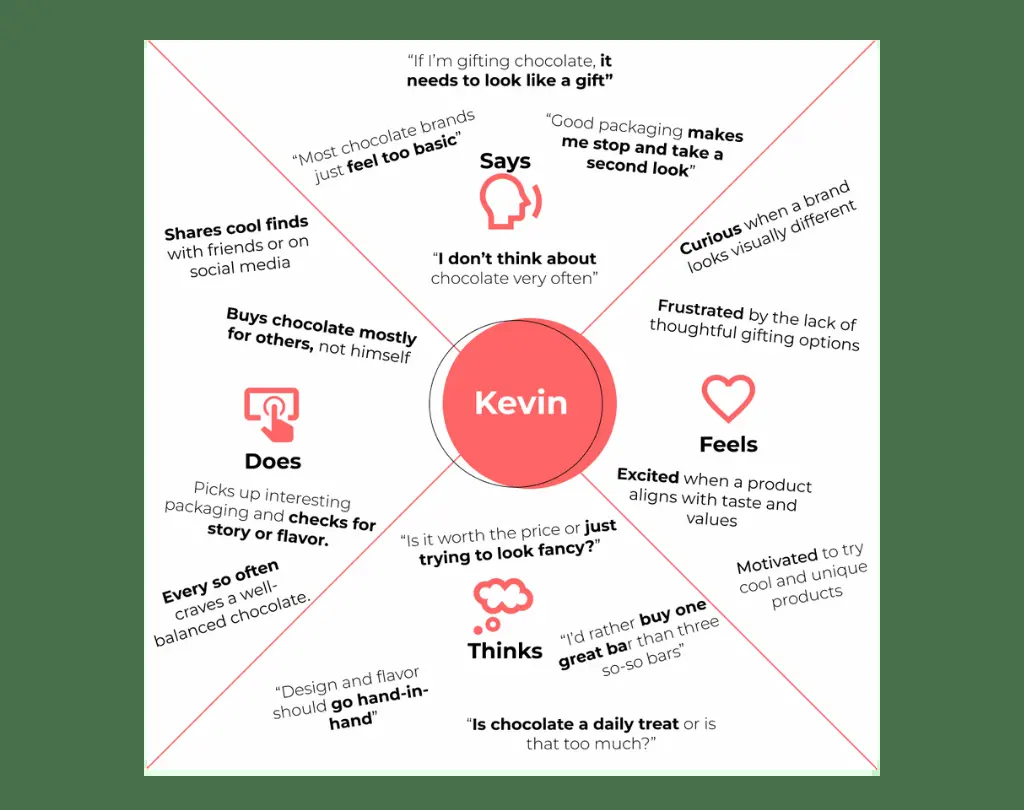 “If I’m gifting chocolate, it
needs to look like a gift”
“Most chocolate brands
just feel too basic”
“Good packaging makes
me stop and take a
second look”
Says
“I don’t think about
chocolate very often”
Shares cool finds
with friends or on
social media
Buys chocolate mostly
for others, not himself
Does
Picks up interesting
packaging and checks for
story or flavor.
Every so often
craves a well-
balanced chocolate.
Kevin
Curious when a brand
looks visually different
Frustrated by the lack of
thoughtful gifting options
Feels
Excited when a product
aligns with taste and
values
Motivated to try
cool and unique
products
“Is it worth the price or just
trying to look fancy?”
Thinks
“I’d rather buy one
great bar than three
so-so bars”
“Design and flavor
should go hand-in-
hand”
“Is chocolate a daily treat or is
that too much?”